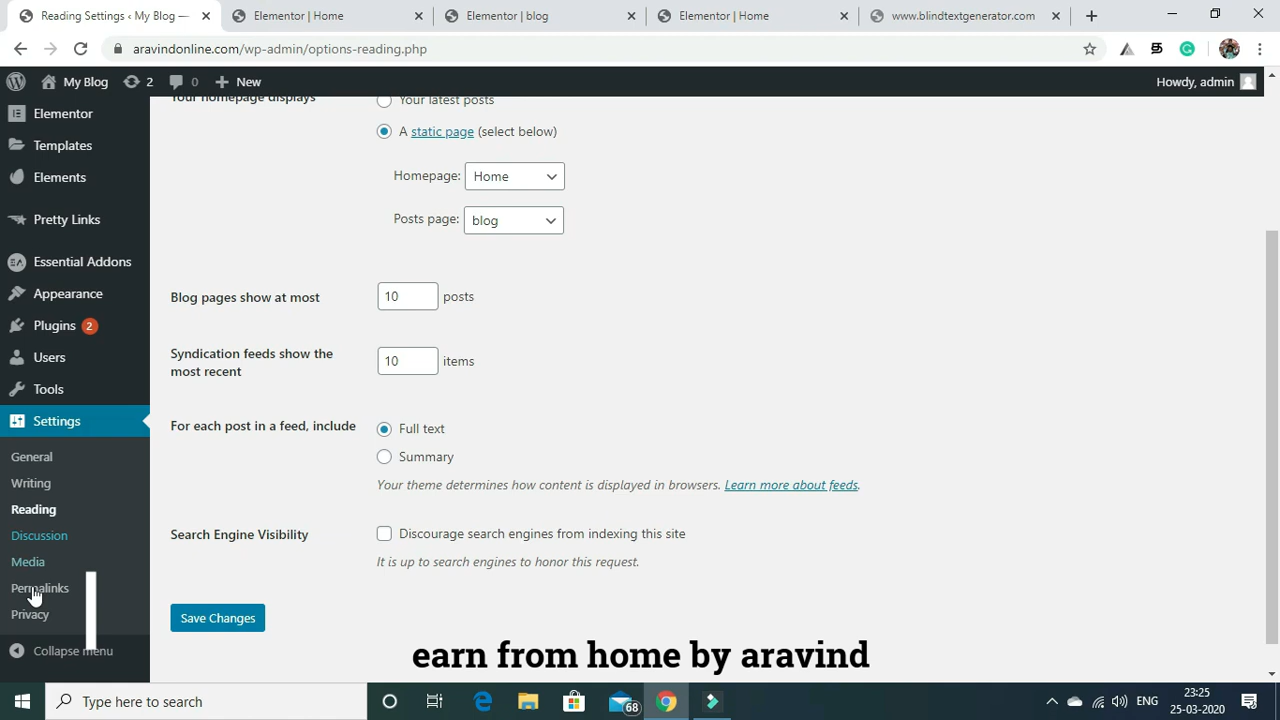 Reading Settings ‹ My Blog —
Elementor | Home
Elementor | blog
Elementor | Home
www.blindtextgenerator.com
aravindonline.com/wp-admin/options-reading.php
My Blog
2
0
New
Howdy, admin
Elementor
Templates
Elements
Pretty Links
Essential Addons
Appearance
Plugins 2
Users
Tools
Settings
General
Writing
Reading
Discussion
Media
Permalinks
Privacy
Collapse menu
Your homepage displays
Your latest posts
A static page (select below)
Homepage: Home
Posts page: blog
Blog pages show at most
10 posts
Syndication feeds show the
most recent
10 items
For each post in a feed, include
Full text
Summary
Your theme determines how content is displayed in browsers. Learn more about feeds.
Search Engine Visibility
Discourage search engines from indexing this site
It is up to search engines to honor this request.
Save Changes
earn from home by aravind
Type here to search
68
ENG
23:25
25-03-2020